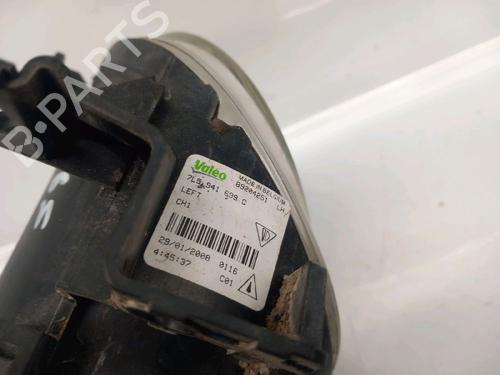 B-PARTS
Valeo
MADE IN BELGIUM
89204251 LH
7L5 941 699 C
LEFT
CH1
29/01/2008 0116
4:45:37 C01